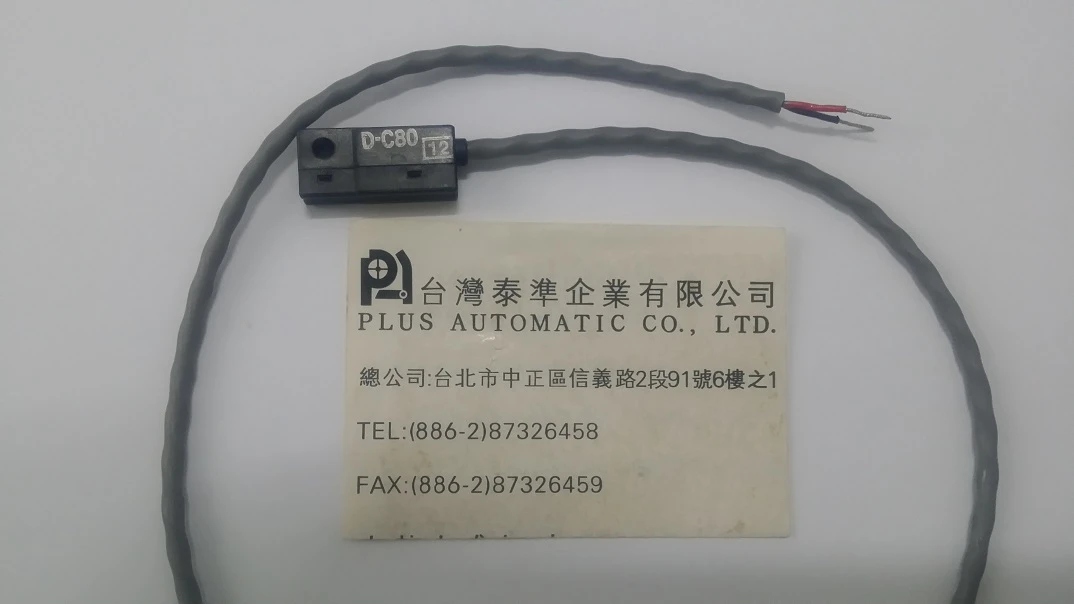 D-C80
12
台灣泰準企業有限公司
PLUS AUTOMATIC CO., LTD.
總公司:台北市中正區信義路2段91號6樓之1
TEL:(886-2)87326458
FAX:(886-2)87326459